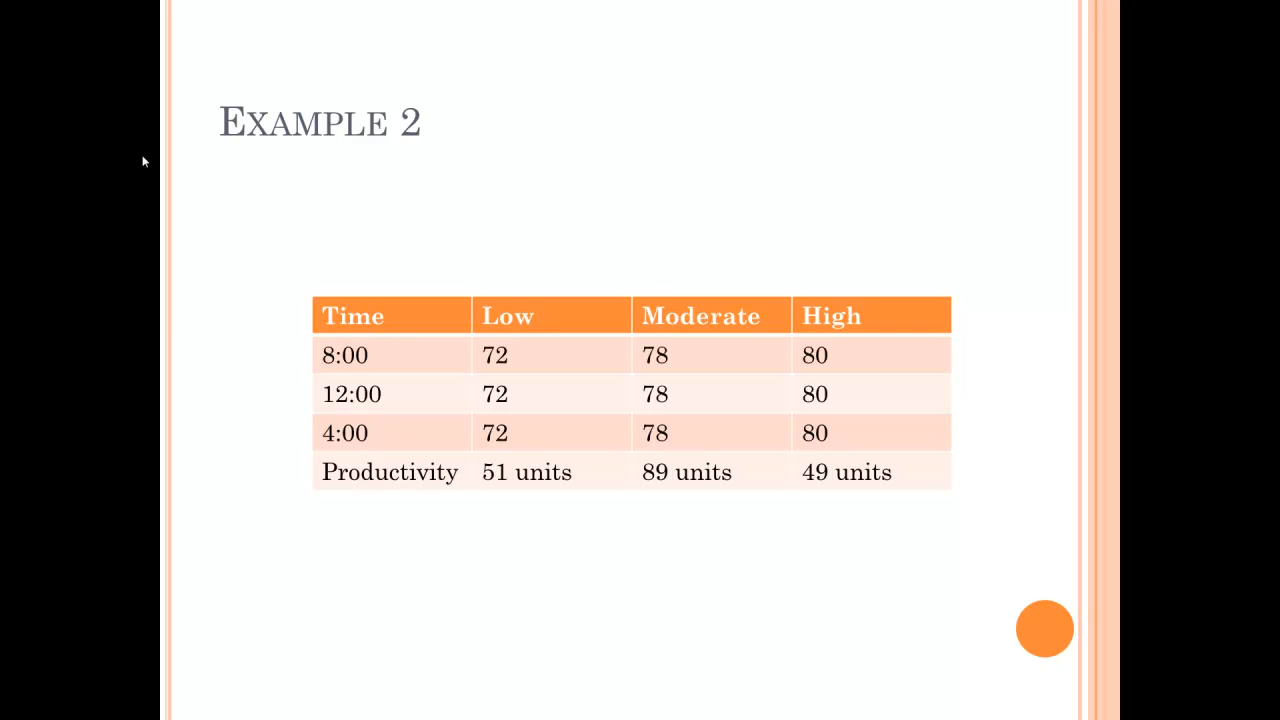 EXAMPLE 2
Time Low Moderate High
8:00 72 78 80
12:00 72 78 80
4:00 72 78 80
Productivity 51 units 89 units 49 units